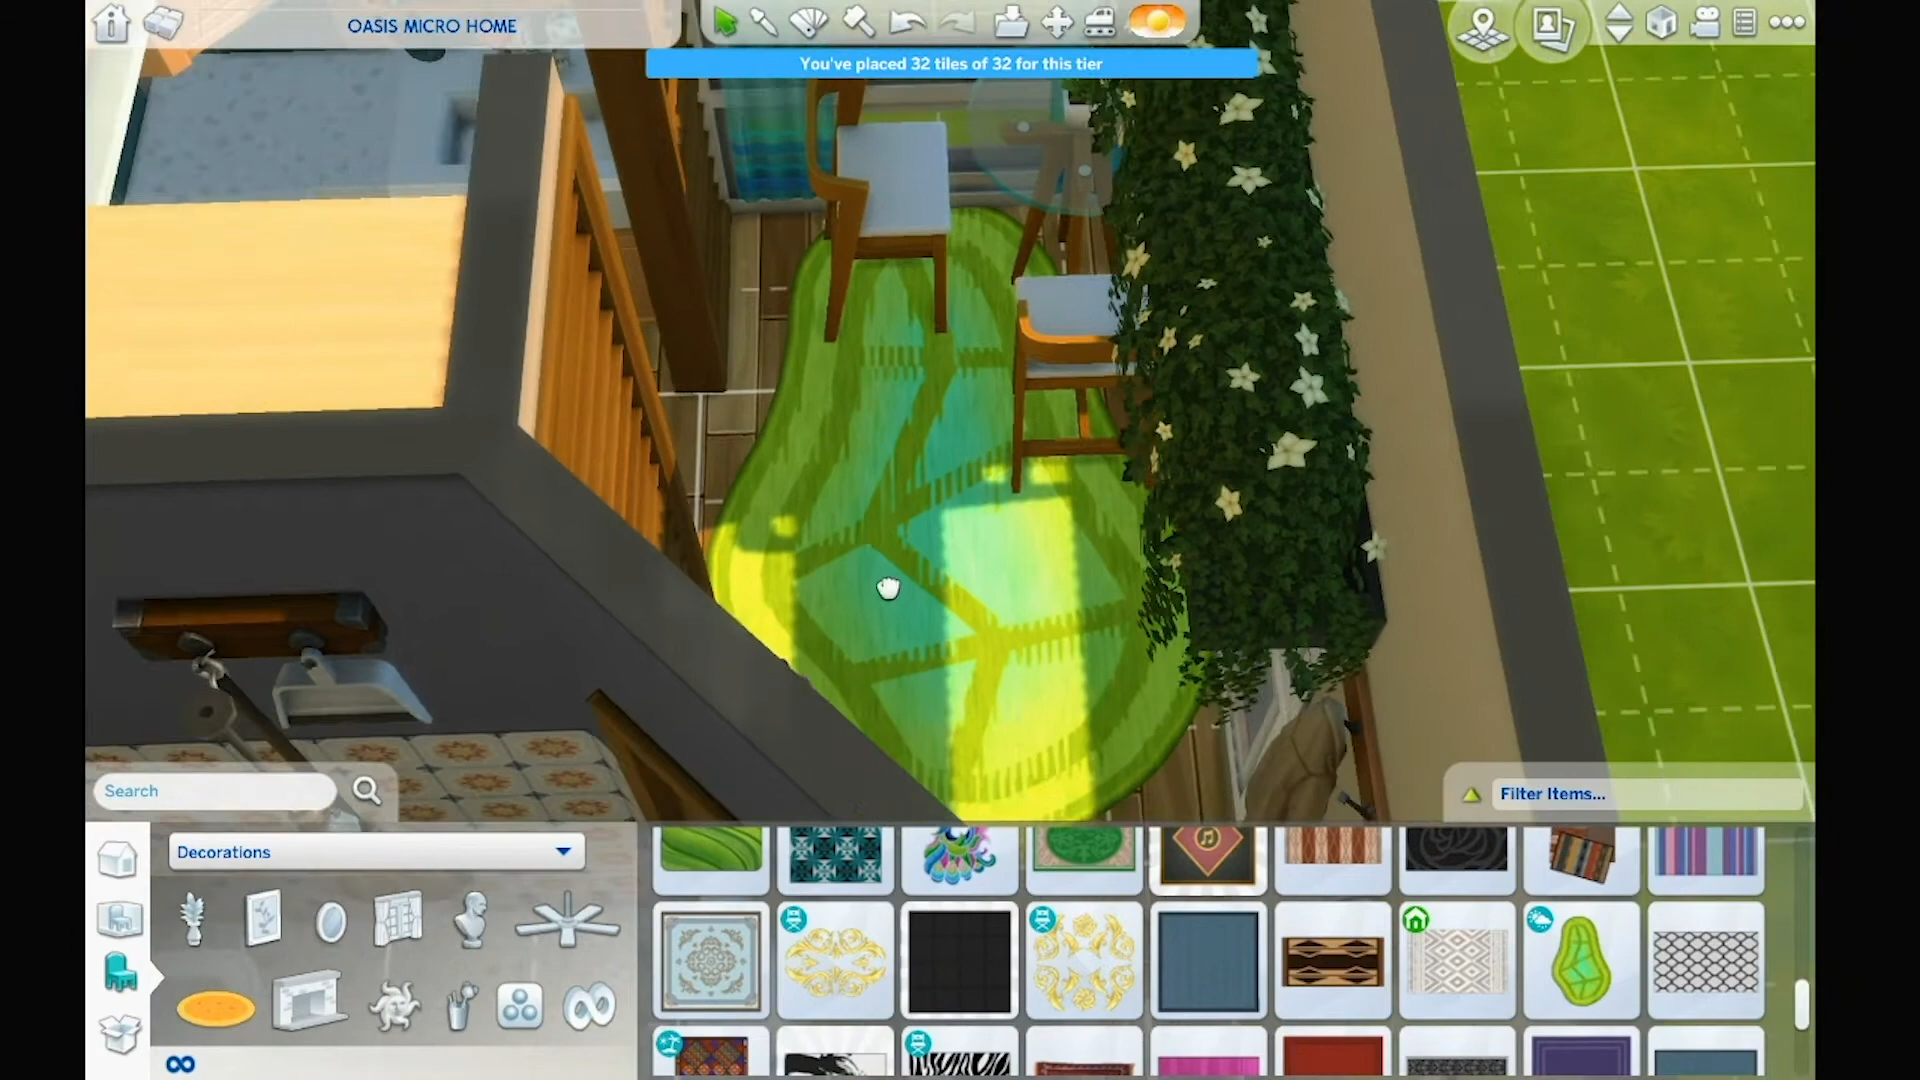 OASIS MICRO HOME
You've placed 32 tiles of 32 for this tier
Search
Filter Items...
Decorations